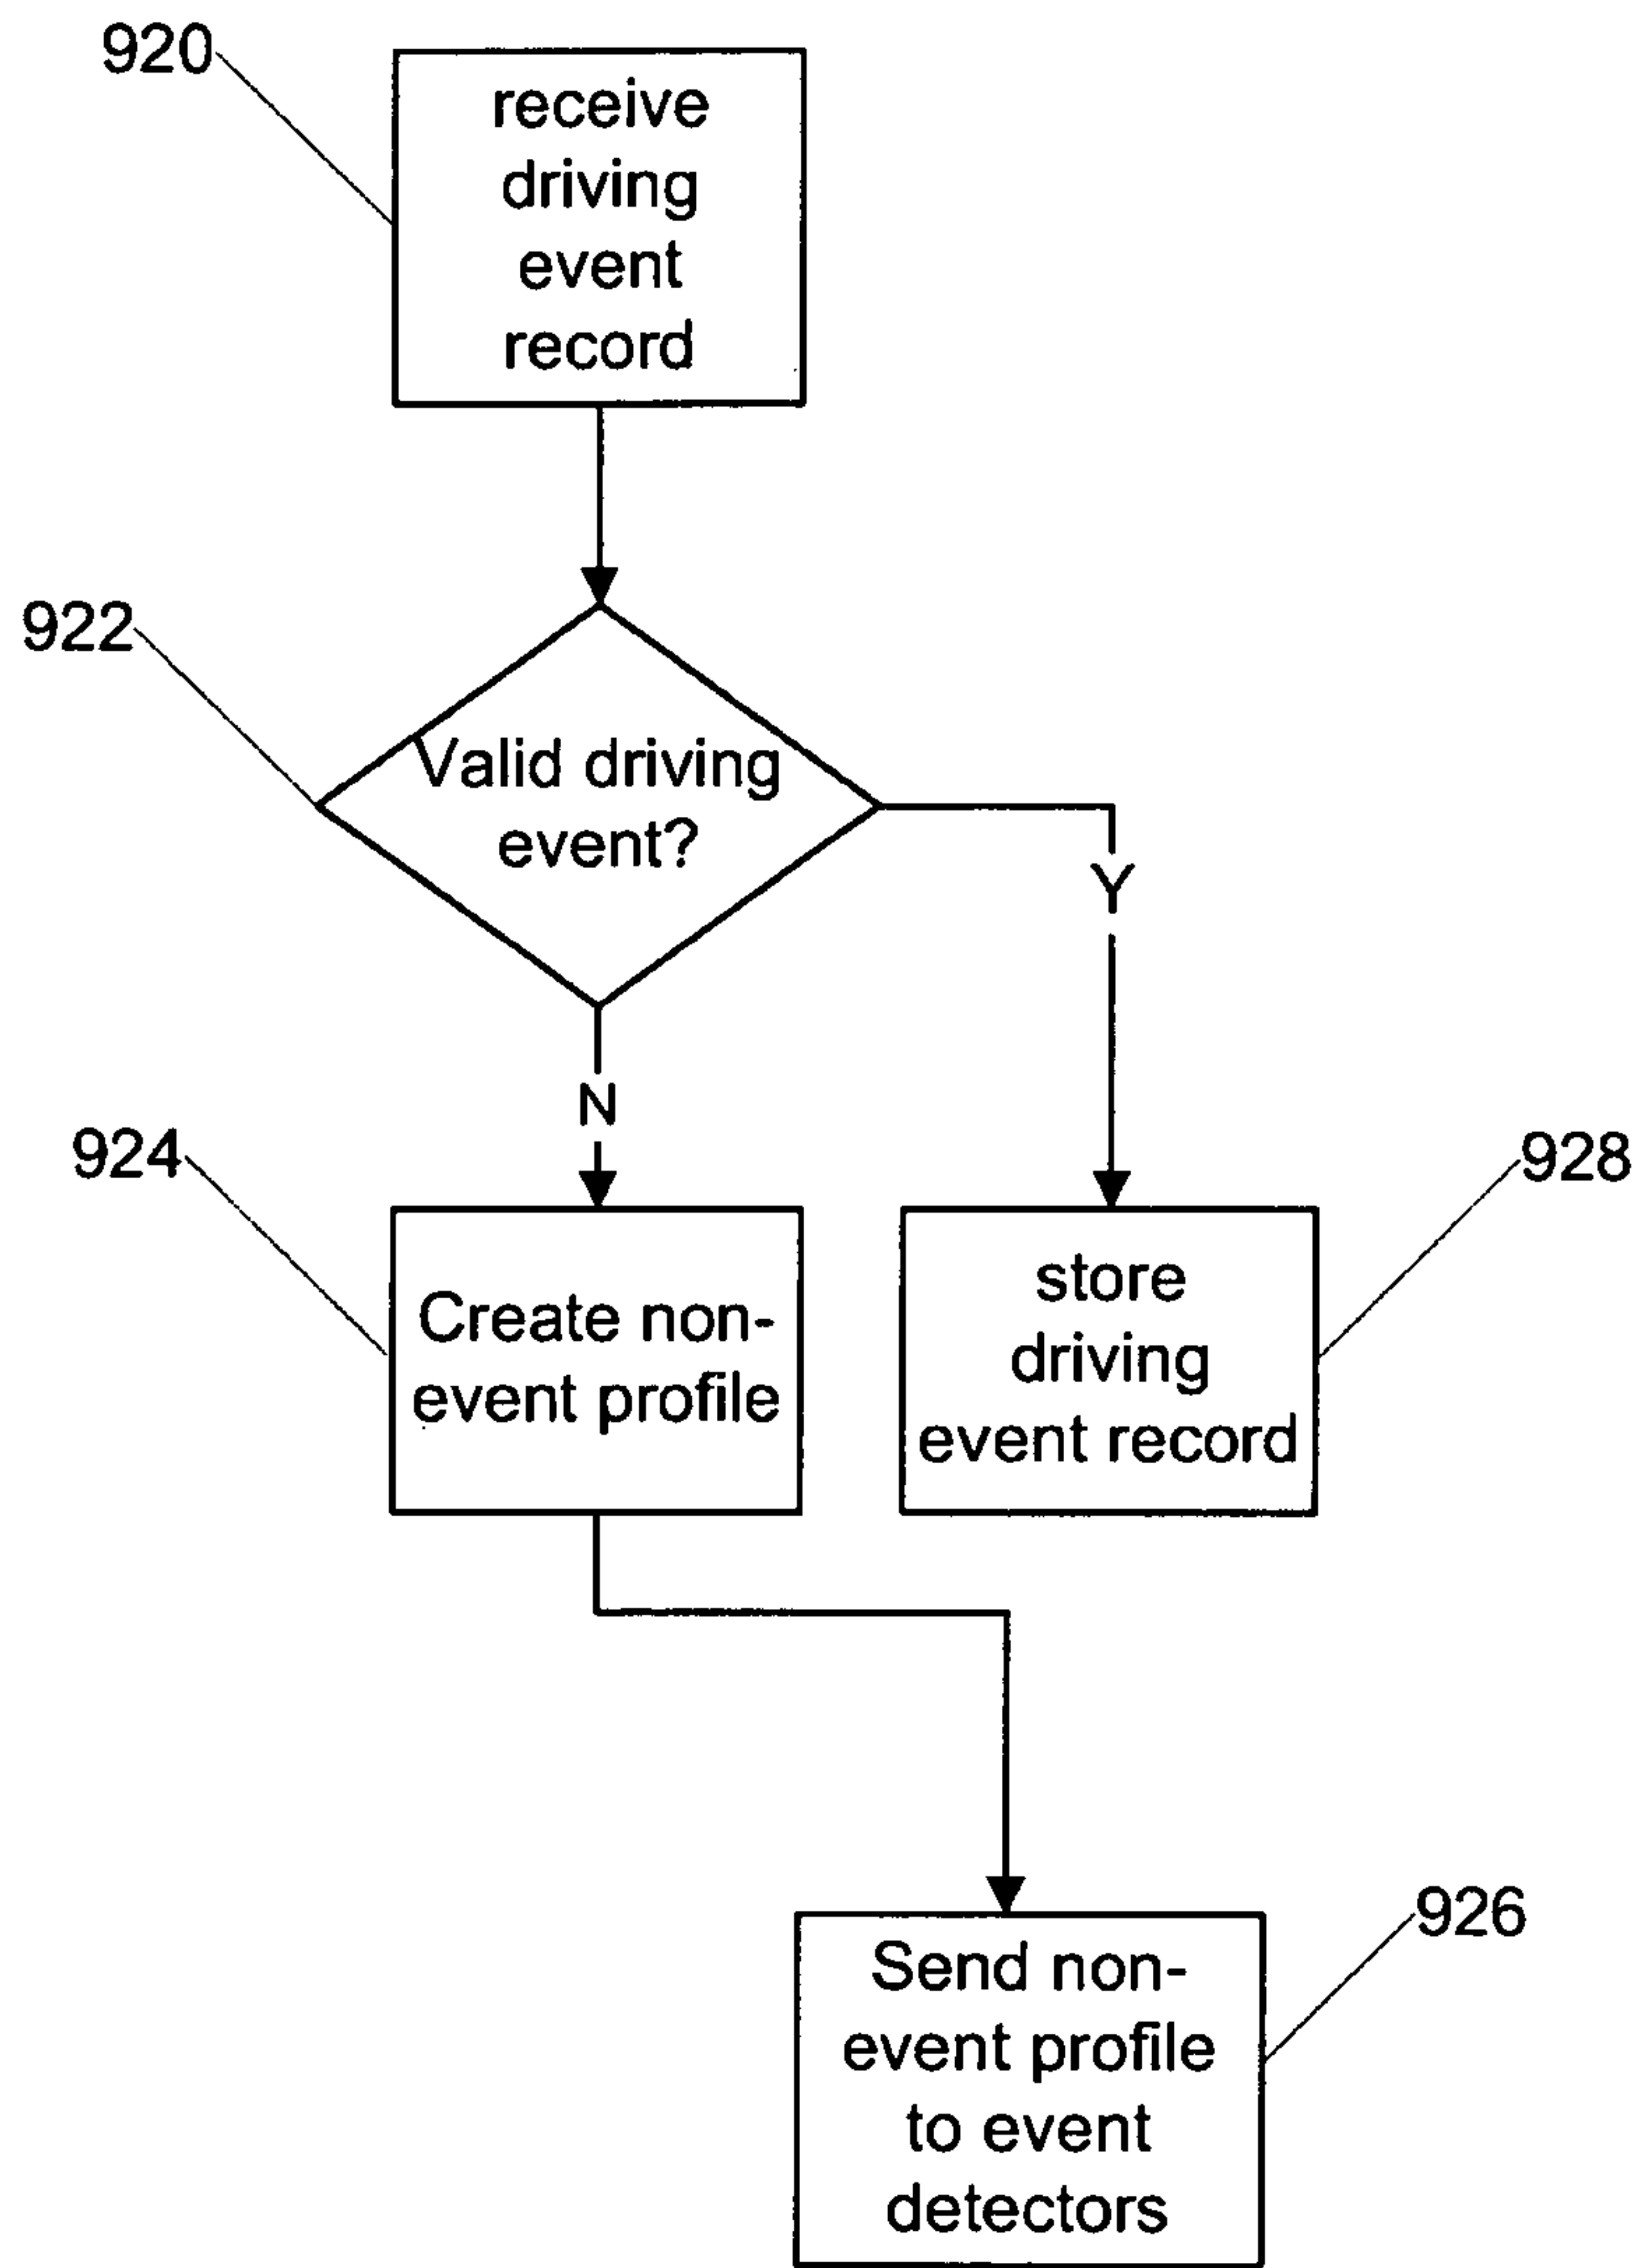 920
receive
driving
event
record
922
Valid driving
event?
Y
N
924
928
Create non-
event profile
store
driving
event record
926
Send non-
event profile
to event
detectors